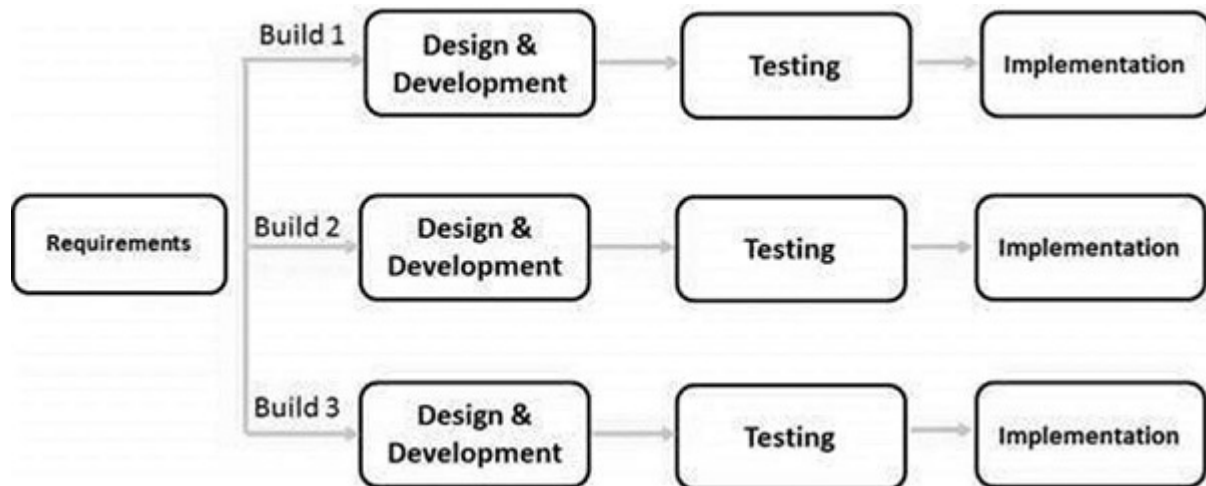 Build 1
Design &
Development
Testing
Implementation
Requirements
Build 2
Design &
Development
Testing
Implementation
Build 3
Design &
Development
Testing
Implementation